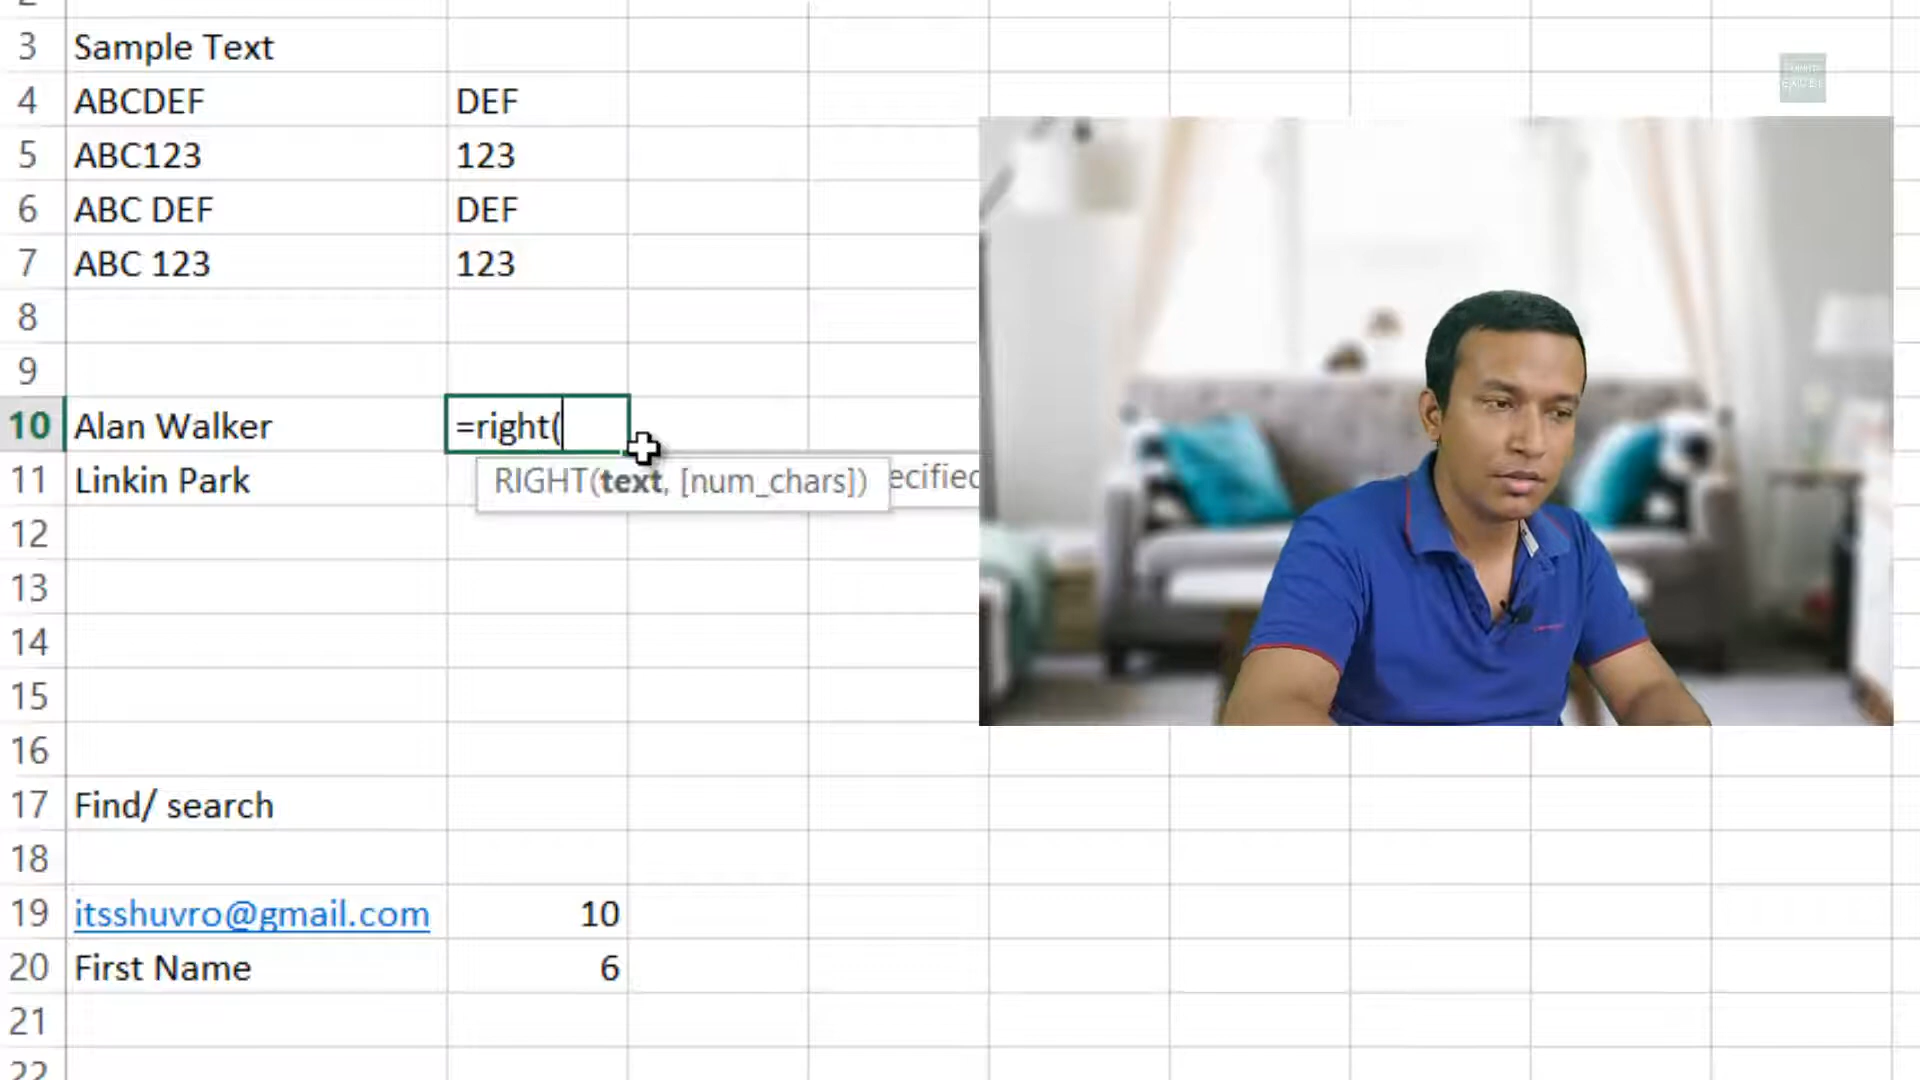 3 Sample Text
4 ABCDEF DEF
5 ABC123 123
6 ABC DEF DEF
7 ABC 123 123
8
9
10 Alan Walker =right(
RIGHT(text, [num_chars]) ecified
11 Linkin Park
12
13
14
15
16
17 Find/ search
18
19 itsshuvro@gmail.com 10
20 First Name 6
21
22
EXCEL